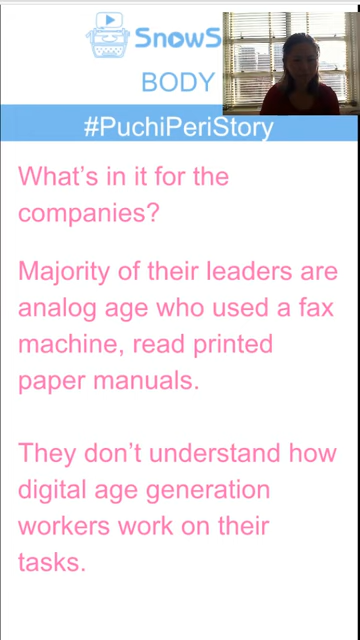 BODY
#PuchiPeriStory
What's in it for the
companies?
Majority of their leaders are
analog age who used a fax
machine, read printed
paper manuals.
They don't understand how
digital age generation
workers work on their
tasks.